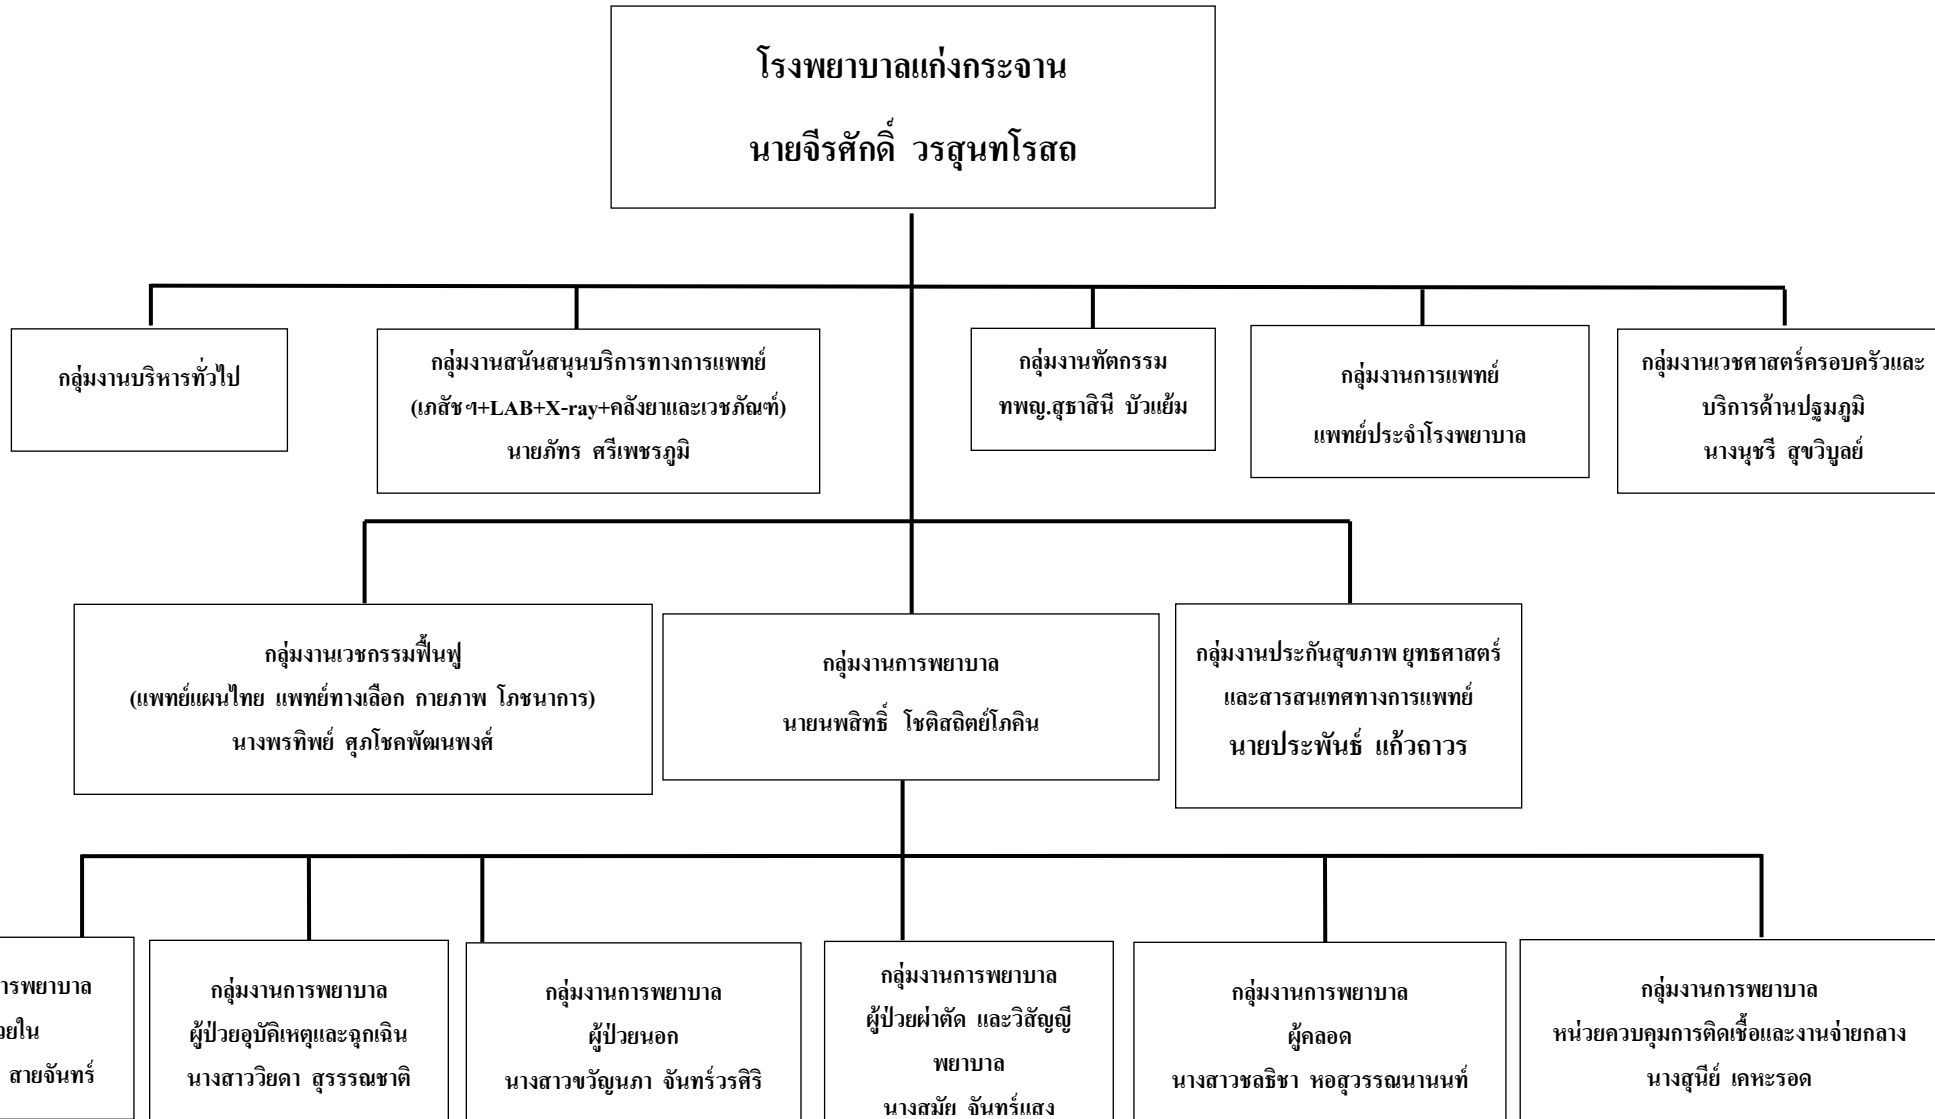 โรงพยาบาลแก่งกระจาน
นายจีรศักดิ์ วรสุนทโรสถ
กลุ่มงานบริหารทั่วไป
กลุ่มงานสนันสนุนบริการทางการแพทย์
(เภสัชฯ+LAB+X-ray+คลังยาและเวชภัณฑ์)
นายภัทร ศรีเพชรภูมิ
กลุ่มงานทัตกรรม
ทพญ.สุธาสินี บัวแย้ม
กลุ่มงานการแพทย์
แพทย์ประจำโรงพยาบาล
กลุ่มงานเวชศาสตร์ครอบครัวและ
บริการด้านปฐมภูมิ
นางนุชรี สุขวิบูลย์
กลุ่มงานเวชกรรมฟื้นฟู
(แพทย์แผนไทย แพทย์ทางเลือก กายภาพ โภชนาการ)
นางพรทิพย์ ศุภโชคพัฒนพงศ์
กลุ่มงานการพยาบาล
นายนพสิทธิ์ โชติสถิตย์โภคิน
กลุ่มงานประกันสุขภาพ ยุทธศาสตร์
และสารสนเทศทางการแพทย์
นายประพันธ์ แก้วถาวร
ารพยาบาล
วยใน
สายจันทร์
กลุ่มงานการพยาบาล
ผู้ป่วยอุบัคิเหตุและฉุกเฉิน
นางสาววิยดา สุรรรณชาติ
กลุ่มงานการพยาบาล
ผู้ป่วยนอก
นางสาวขวัญนภา จันทร์วรศิริ
กลุ่มงานการพยาบาล
ผู้ป่วยผ่าตัด และวิสัญญี
พยาบาล
นางสมัย จันทร์แสง
กลุ่มงานการพยาบาล
ผู้คลอด
นางสาวชลธิชา หอสุวรรณนานนท์
กลุ่มงานการพยาบาล
หน่วยควบคุมการติดเชื้อและงานจ่ายกลาง
นางสุนีย์ เคหะรอด